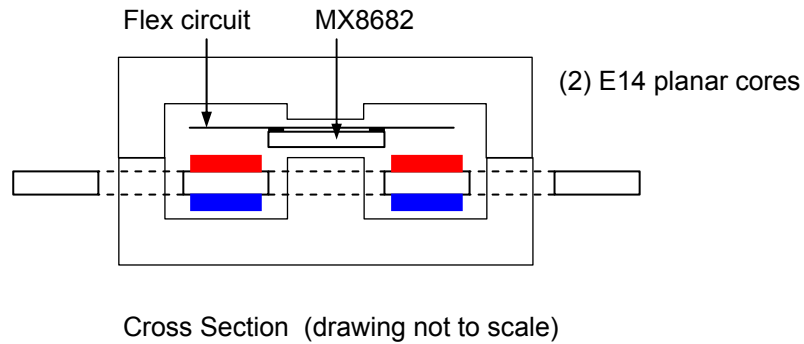 Flex circuit
MX8682
(2) E14 planar cores
Cross Section (drawing not to scale)